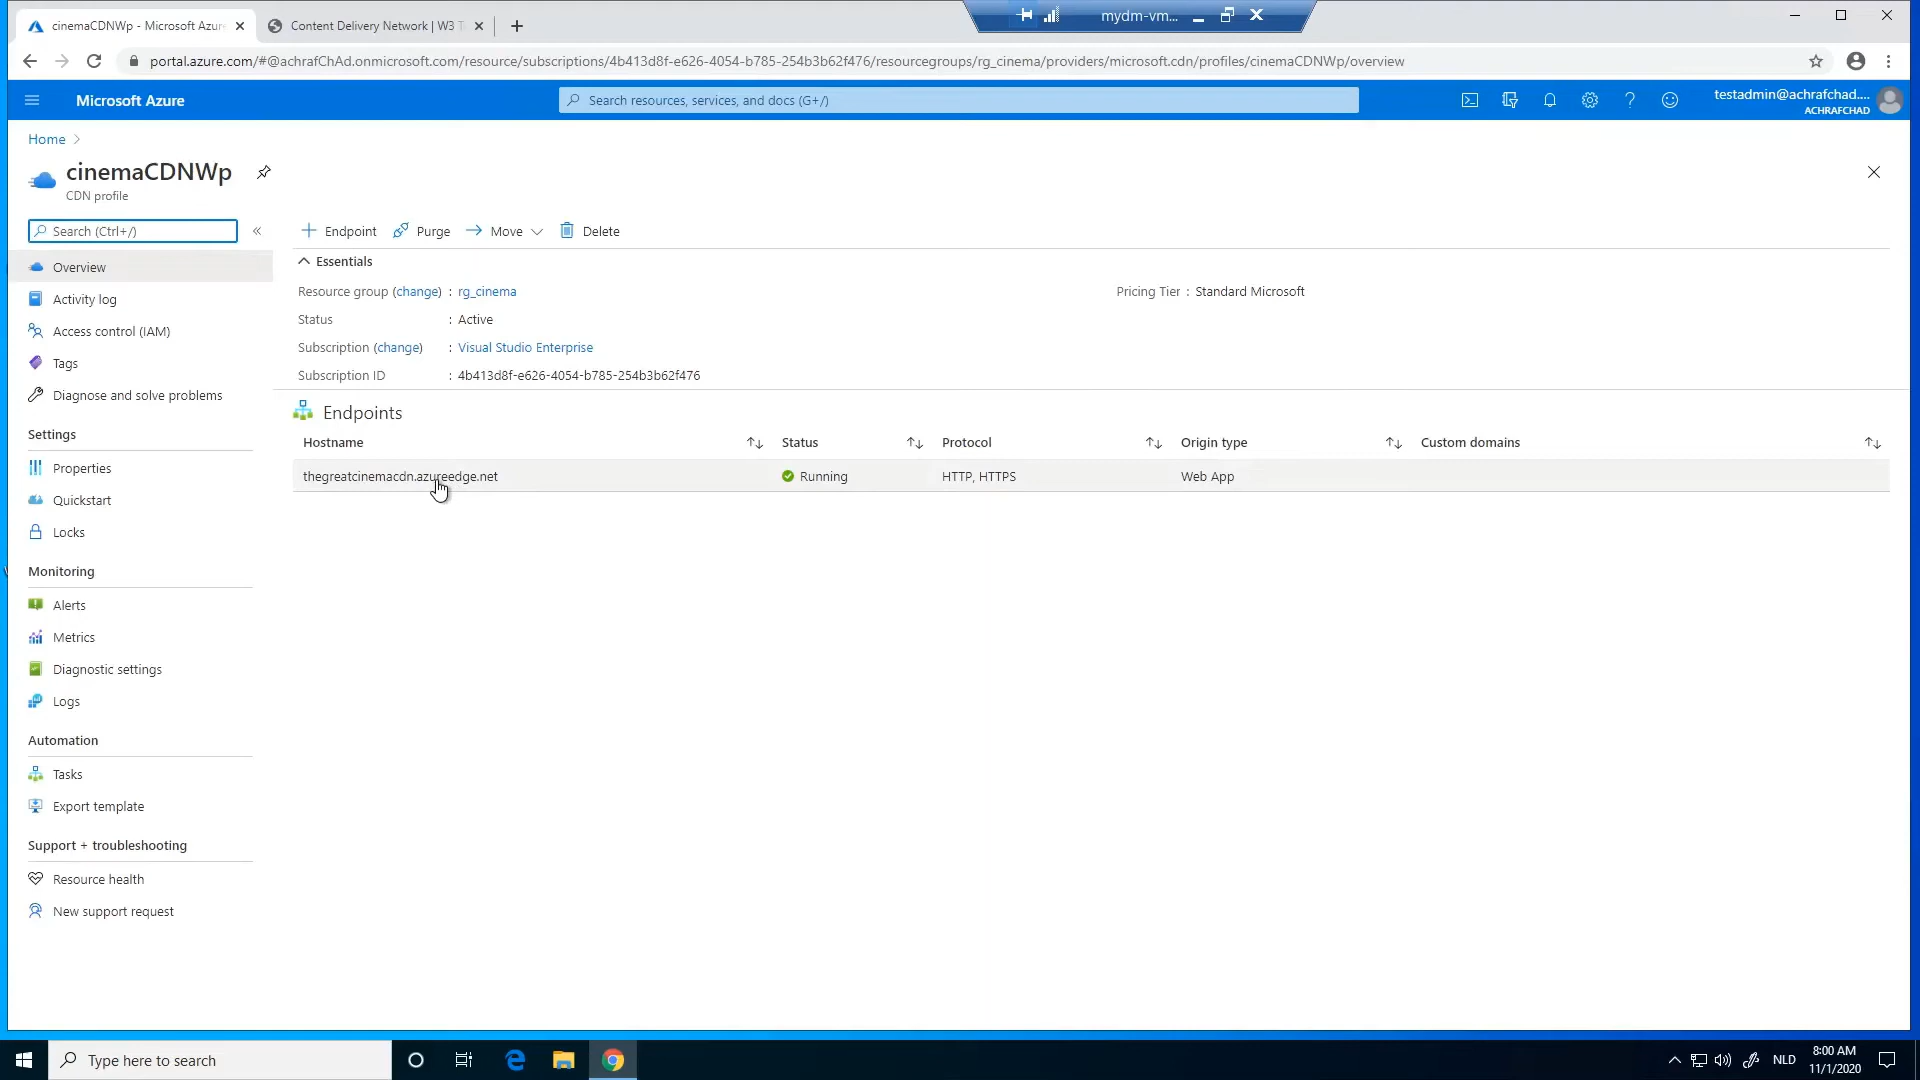 cinemaCDNWp - Microsoft Azure
Content Delivery Network | W3 T
mydm-vm...
portal.azure.com/#@achrafChAd.onmicrosoft.com/resource/subscriptions/4b413d8f-e626-4054-b785-254b3b62f476/resourcegroups/rg_cinema/providers/microsoft.cdn/profiles/cinemaCDNWp/overview
Microsoft Azure
Search resources, services, and docs (G+/)
testadmin@achrafchad....
ACHRAFCHAD
Home
cinemaCDNWp
CDN profile
Search (Ctrl+/)
Overview
Activity log
Access control (IAM)
Tags
Diagnose and solve problems
Settings
Properties
Quickstart
Locks
Monitoring
Alerts
Metrics
Diagnostic settings
Logs
Automation
Tasks
Export template
Support + troubleshooting
Resource health
New support request
Endpoint Purge Move Delete
Essentials
Resource group (change) : rg_cinema
Status : Active
Subscription (change) : Visual Studio Enterprise
Subscription ID : 4b413d8f-e626-4054-b785-254b3b62f476
Pricing Tier : Standard Microsoft
Endpoints
Hostname Status Protocol Origin type Custom domains
thegreatcinemacdn.azureedge.net Running HTTP, HTTPS Web App
Type here to search
NLD
8:00 AM
11/1/2020